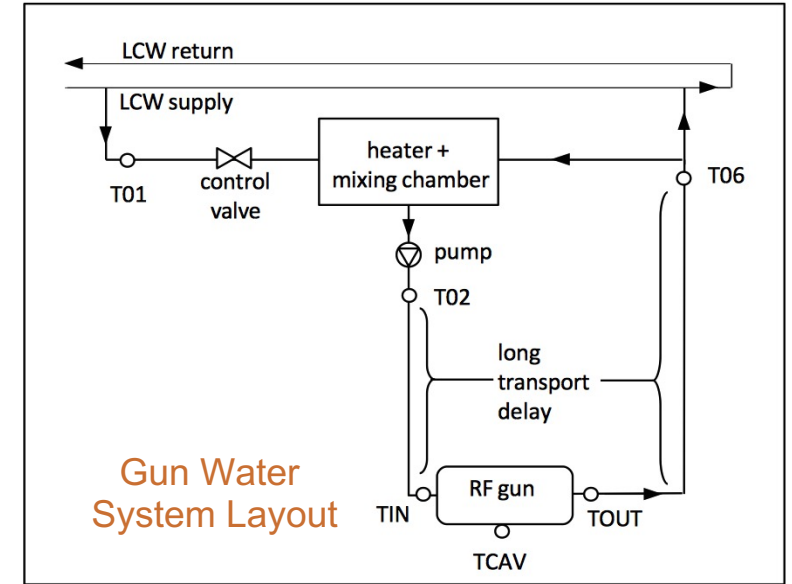 LCW return
LCW supply
T01
control
valve
heater +
mixing chamber
T06
pump
T02
long
transport
delay
Gun Water
System Layout
TIN
RF gun
TOUT
TCAV